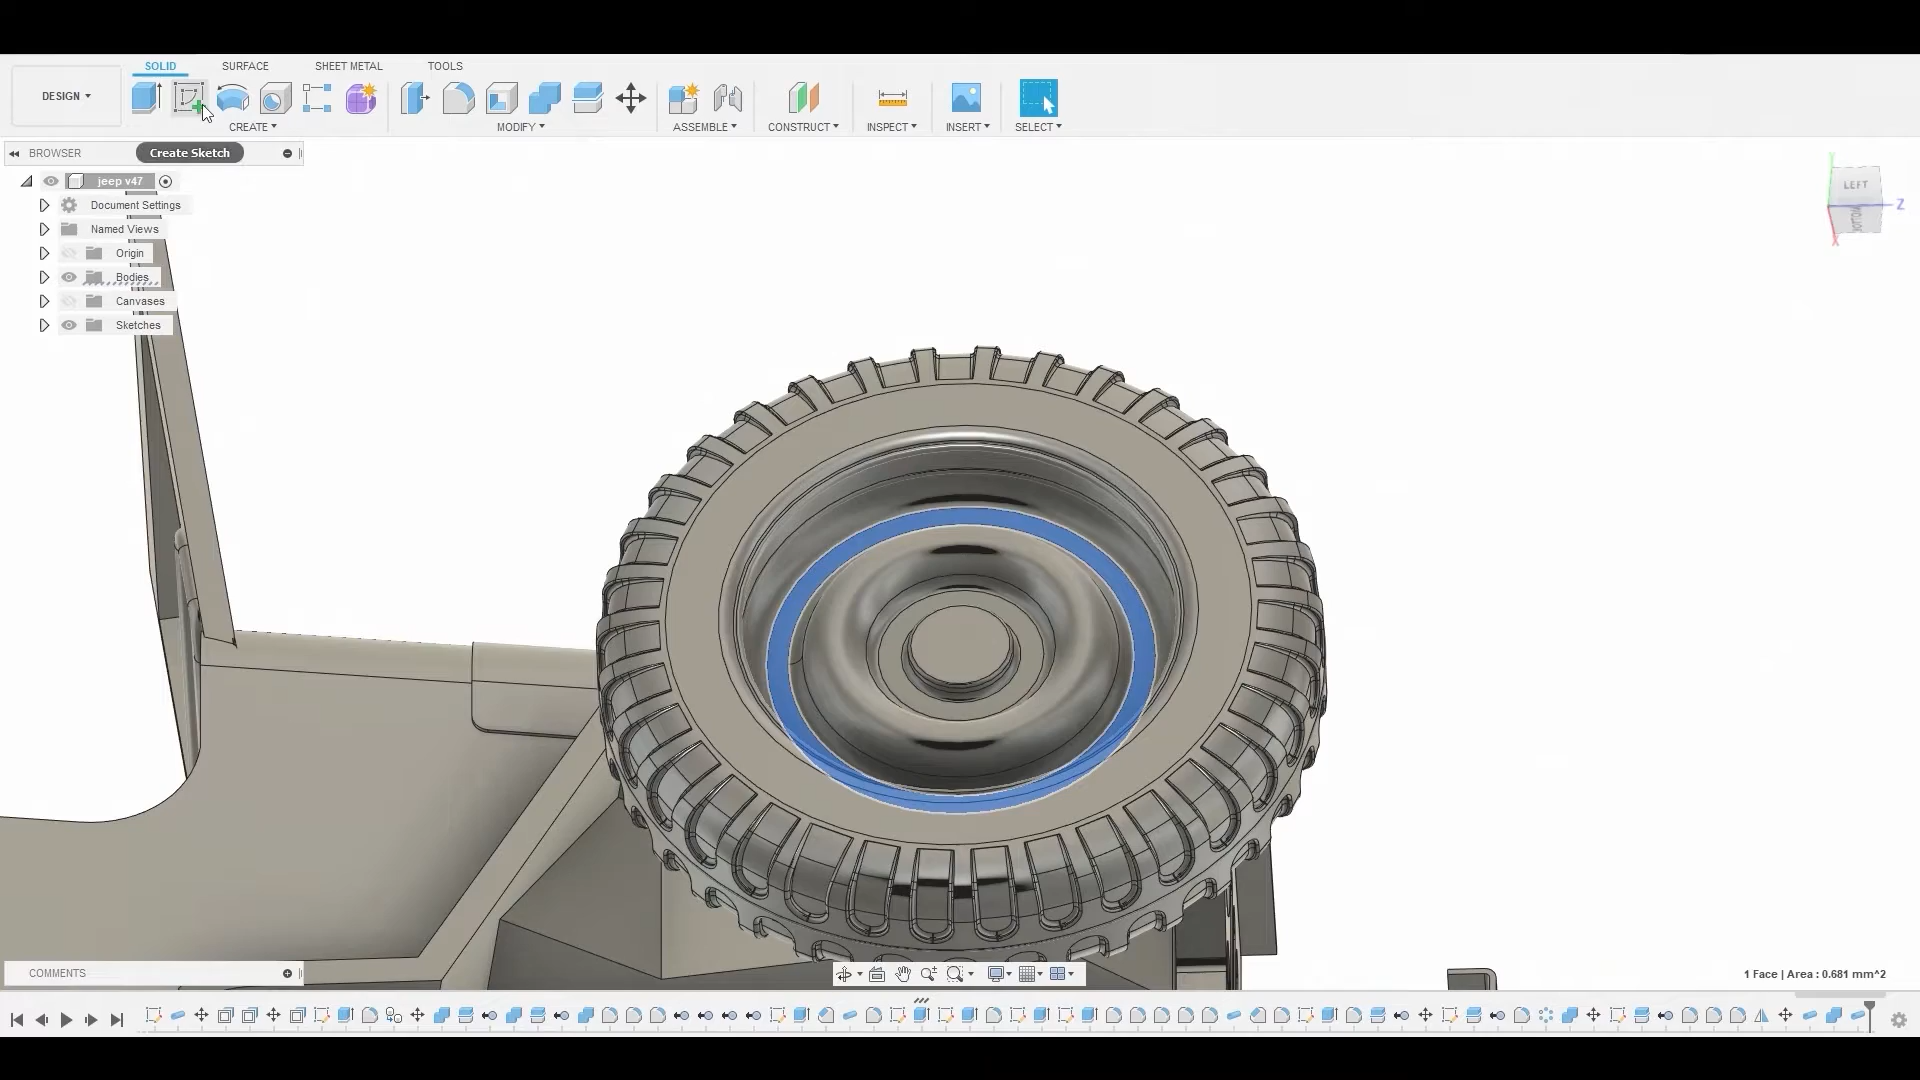 SOLID SURFACE SHEET METAL TOOLS
DESIGN
CREATE MODIFY ASSEMBLE CONSTRUCT INSPECT INSERT SELECT
BROWSER
Create Sketch
jeep v47
Document Settings
Named Views
Origin
Bodies
Canvases
Sketches
LEFT
BOTTOM
Z
X
COMMENTS
1 Face | Area : 0.681 mm^2